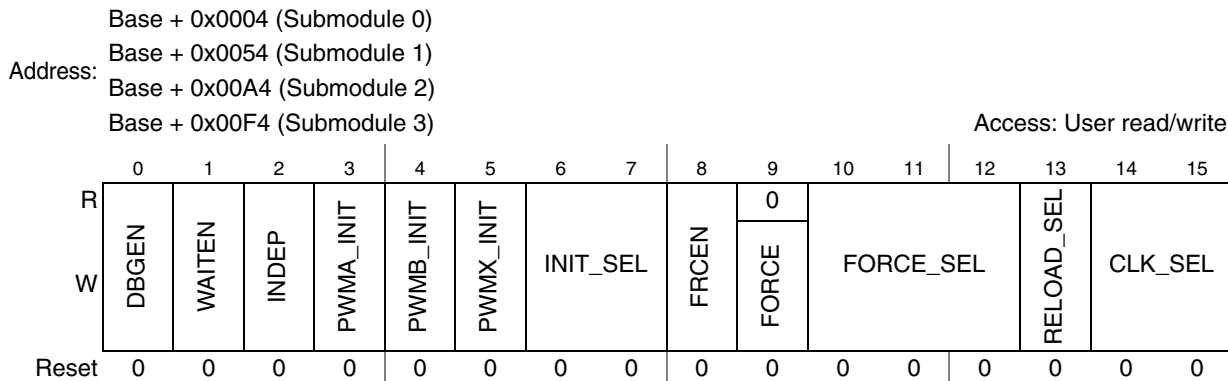 Base + 0x0004 (Submodule 0)
Base + 0x0054 (Submodule 1)
Address:
Base + 0x00A4 (Submodule 2)
Base + 0x00F4 (Submodule 3)
Access: User read/write
0 1 2 3 4 5 6 7 8 9 10 11 12 13 14 15
R 0
W DBGEN WAITEN INDEP PWMA_INIT PWMB_INIT PWMX_INIT INIT_SEL FRCEN FORCE FORCE_SEL RELOAD_SEL CLK_SEL
Reset 0 0 0 0 0 0 0 0 0 0 0 0 0 0 0 0